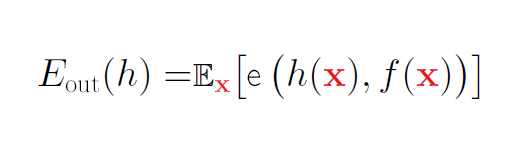 E_out(h) =𝔼_x[e(h(x), f(x))]